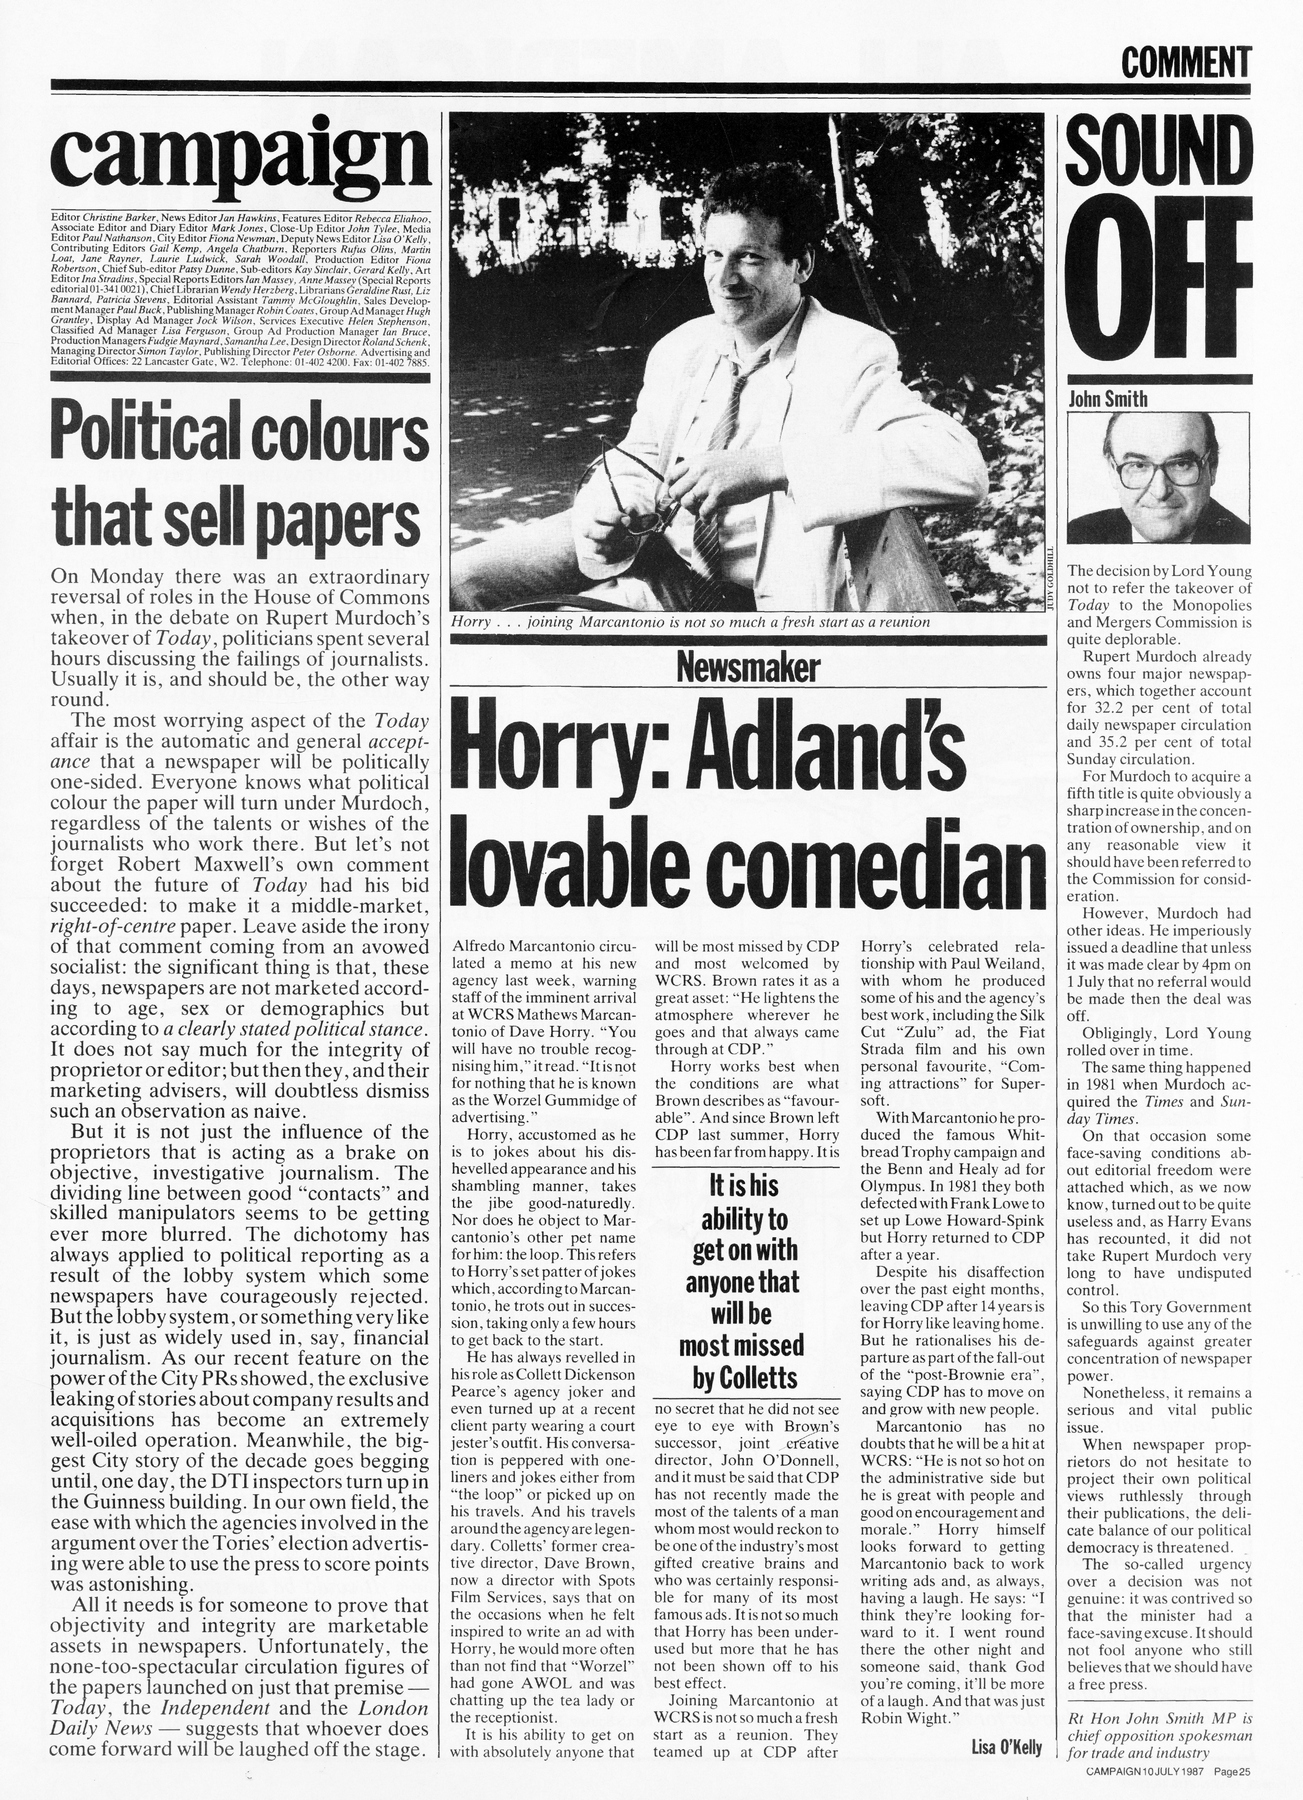 COMMENT
campaign
Editor Christine Barker, News Editor Jan Hawkins, Features Editor Rebecca Eliahoo,
Associate Editor and Diary Editor Mark Jones, Close-Up Editor John Tylee, Media
Editor Paul Nathanson, City Editor Fiona Newman, Deputy News Editor Lisa O'Kelly,
Contributing Editors Gail Kemp, Angela Chatburn, Reporters Rufus Olins, Martin
Loat, Jane Rayner, Laurie Ludwick, Sarah Woodall, Production Editor Fiona
Robertson, Chief Sub-editor Patsy Dunne, Sub-editors Kay Sinclair, Gerard Kelly, Art
Editor Ina Stradins, Special Reports Editors Ian Massey, Anne Massey (Special Reports
editorial 01-341 0021), Chief Librarian Wendy Herzberg, Librarians Geraldine Rust, Liz
Bannard, Patricia Stevens, Editorial Assistant Tammy McGloughlin, Sales Develop-
ment Manager Paul Buck, Publishing Manager Robin Coates, Group Ad Manager Hugh
Grantley, Display Ad Manager Jock Wilson, Services Executive Helen Stephenson,
Classified Ad Manager Lisa Ferguson, Group Ad Production Manager Ian Bruce,
Production Managers Fudgie Maynard, Samantha Lee, Design Director Roland Schenk,
Managing Director Simon Taylor, Publishing Director Peter Osborne. Advertising and
Editorial Offices: 22 Lancaster Gate, W2. Telephone: 01-402 4200. Fax: 01-402 7885.
Political colours
that sell papers
On Monday there was an extraordinary
reversal of roles in the House of Commons
when, in the debate on Rupert Murdoch's
takeover of Today, politicians spent several
hours discussing the failings of journalists.
Usually it is, and should be, the other way
round.
The most worrying aspect of the Today
affair is the automatic and general accept-
ance that a newspaper will be politically
one-sided. Everyone knows what political
colour the paper will turn under Murdoch,
regardless of the talents or wishes of the
journalists who work there. But let's not
forget Robert Maxwell's own comment
about the future of Today had his bid
succeeded: to make it a middle-market,
right-of-centre paper. Leave aside the irony
of that comment coming from an avowed
socialist: the significant thing is that, these
days, newspapers are not marketed accord-
ing to age, sex or demographics but
according to a clearly stated political stance.
It does not say much for the integrity of
proprietor or editor; but then they, and their
marketing advisers, will doubtless dismiss
such an observation as naive.
But it is not just the influence of the
proprietors that is acting as a brake on
objective, investigative journalism. The
dividing line between good "contacts" and
skilled manipulators seems to be getting
ever more blurred. The dichotomy has
always applied to political reporting as a
result of the lobby system which some
newspapers have courageously rejected.
But the lobby system, or something very like
it, is just as widely used in, say, financial
journalism. As our recent feature on the
power of the City PRs showed, the exclusive
leaking of stories about company results and
acquisitions has become an extremely
well-oiled operation. Meanwhile, the big-
gest City story of the decade goes begging
until, one day, the DTI inspectors turn up in
the Guinness building. In our own field, the
ease with which the agencies involved in the
argument over the Tories' election advertis-
ing were able to use the press to score points
was astonishing.
All it needs is for someone to prove that
objectivity and integrity are marketable
assets in newspapers. Unfortunately, the
none-too-spectacular circulation figures of
the papers launched on just that premise —
Today, the Independent and the London
Daily News — suggests that whoever does
come forward will be laughed off the stage.
JUDY GOLDHILL
Horry . . . joining Marcantonio is not so much a fresh start as a reunion
Newsmaker
Horry: Adland's
lovable comedian
Alfredo Marcantonio circu-
lated a memo at his new
agency last week, warning
staff of the imminent arrival
at WCRS Mathews Marcan-
tonio of Dave Horry. "You
will have no trouble recog-
nising him," it read. "It is not
for nothing that he is known
as the Worzel Gummidge of
advertising."
Horry, accustomed as he
is to jokes about his dis-
hevelled appearance and his
shambling manner, takes
the jibe good-naturedly.
Nor does he object to Mar-
cantonio's other pet name
for him: the loop. This refers
to Horry's set patter of jokes
which, according to Marcan-
tonio, he trots out in succes-
sion, taking only a few hours
to get back to the start.
He has always revelled in
his role as Collett Dickenson
Pearce's agency joker and
even turned up at a recent
client party wearing a court
jester's outfit. His conversa-
tion is peppered with one-
liners and jokes either from
"the loop" or picked up on
his travels. And his travels
around the agency are legen-
dary. Colletts' former crea-
tive director, Dave Brown,
now a director with Spots
Film Services, says that on
the occasions when he felt
inspired to write an ad with
Horry, he would more often
than not find that "Worzel"
had gone AWOL and was
chatting up the tea lady or
the receptionist.
It is his ability to get on
with absolutely anyone that
will be most missed by CDP
and most welcomed by
WCRS. Brown rates it as a
great asset: "He lightens the
atmosphere wherever he
goes and that always came
through at CDP."
Horry works best when
the conditions are what
Brown describes as "favour-
able". And since Brown left
CDP last summer, Horry
has been far from happy. It is
It is his
ability to
get on with
anyone that
will be
most missed
by Colletts
no secret that he did not see
eye to eye with Brown's
successor, joint creative
director, John O'Donnell,
and it must be said that CDP
has not recently made the
most of the talents of a man
whom most would reckon to
be one of the industry's most
gifted creative brains and
who was certainly responsi-
ble for many of its most
famous ads. It is not so much
that Horry has been under-
used but more that he has
not been shown off to his
best effect.
Joining Marcantonio at
WCRS is not so much a fresh
start as a reunion. They
teamed up at CDP after
Horry's celebrated rela-
tionship with Paul Weiland,
with whom he produced
some of his and the agency's
best work, including the Silk
Cut "Zulu" ad, the Fiat
Strada film and his own
personal favourite, "Com-
ing attractions" for Super-
soft.
With Marcantonio he pro-
duced the famous Whit-
bread Trophy campaign and
the Benn and Healy ad for
Olympus. In 1981 they both
defected with Frank Lowe to
set up Lowe Howard-Spink
but Horry returned to CDP
after a year.
Despite his disaffection
over the past eight months,
leaving CDP after 14 years is
for Horry like leaving home.
But he rationalises his de-
parture as part of the fall-out
of the "post-Brownie era",
saying CDP has to move on
and grow with new people.
Marcantonio has no
doubts that he will be a hit at
WCRS: "He is not so hot on
the administrative side but
he is great with people and
good on encouragement and
morale." Horry himself
looks forward to getting
Marcantonio back to work
writing ads and, as always,
having a laugh. He says: "I
think they're looking for-
ward to it. I went round
there the other night and
someone said, thank God
you're coming, it'll be more
of a laugh. And that was just
Robin Wight."
Lisa O'Kelly
SOUND
OFF
John Smith
The decision by Lord Young
not to refer the takeover of
Today to the Monopolies
and Mergers Commission is
quite deplorable.
Rupert Murdoch already
owns four major newspap-
ers, which together account
for 32.2 per cent of total
daily newspaper circulation
and 35.2 per cent of total
Sunday circulation.
For Murdoch to acquire a
fifth title is quite obviously a
sharp increase in the concen-
tration of ownership, and on
any reasonable view it
should have been referred to
the Commission for consid-
eration.
However, Murdoch had
other ideas. He imperiously
issued a deadline that unless
it was made clear by 4pm on
1 July that no referral would
be made then the deal was
off.
Obligingly, Lord Young
rolled over in time.
The same thing happened
in 1981 when Murdoch ac-
quired the Times and Sun-
day Times.
On that occasion some
face-saving conditions ab-
out editorial freedom were
attached which, as we now
know, turned out to be quite
useless and, as Harry Evans
has recounted, it did not
take Rupert Murdoch very
long to have undisputed
control.
So this Tory Government
is unwilling to use any of the
safeguards against greater
concentration of newspaper
power.
Nonetheless, it remains a
serious and vital public
issue.
When newspaper prop-
rietors do not hesitate to
project their own political
views ruthlessly through
their publications, the deli-
cate balance of our political
democracy is threatened.
The so-called urgency
over a decision was not
genuine: it was contrived so
that the minister had a
face-saving excuse. It should
not fool anyone who still
believes that we should have
a free press.
Rt Hon John Smith MP is
chief opposition spokesman
for trade and industry
CAMPAIGN 10 JULY 1987 Page 25